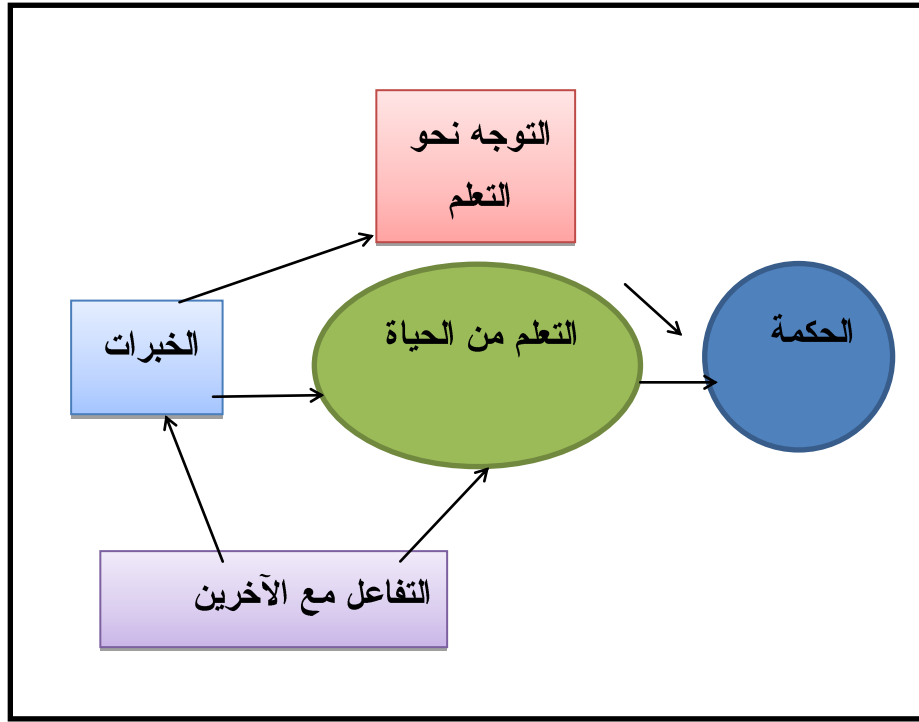 التوجه نحو
التعلم
الحكمة
التعلم من الحياة
الخبرات
التفاعل مع الآخرين